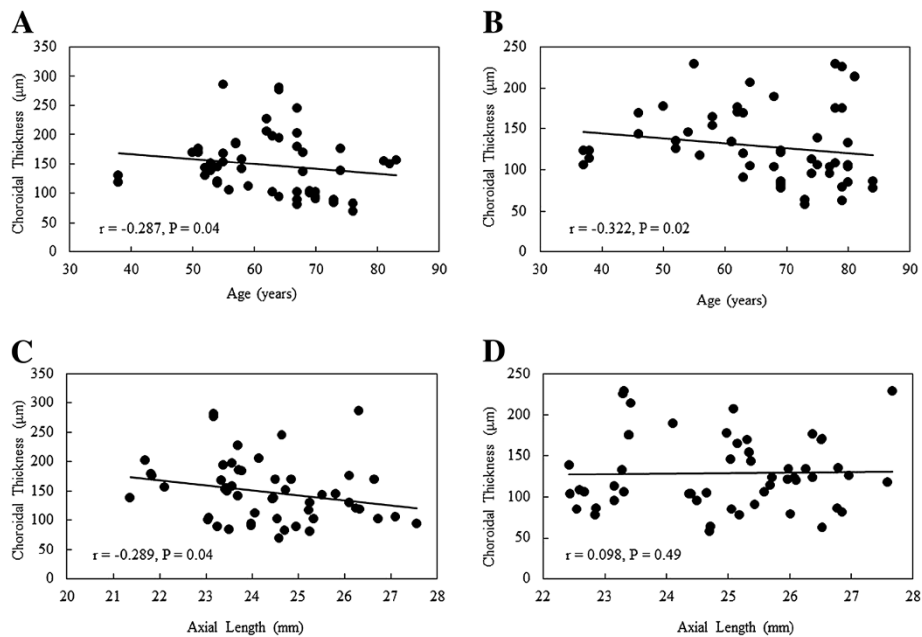 A
Choroidal Thickness (μm)
350
300
250
200
150
100
50
0
r = -0.287, P = 0.04
30 40 50 60 70 80 90
Age (years)
B
Choroidal Thickness (μm)
250
200
150
100
50
0
r = -0.322, P = 0.02
30 40 50 60 70 80 90
Age (years)
C
Choroidal Thickness (μm)
350
300
250
200
150
100
50
0
r = -0.289, P = 0.04
20 21 22 23 24 25 26 27 28
Axial Length (mm)
D
Choroidal Thickness (μm)
250
200
150
100
50
0
r = 0.098, P = 0.49
22 23 24 25 26 27 28
Axial Length (mm)